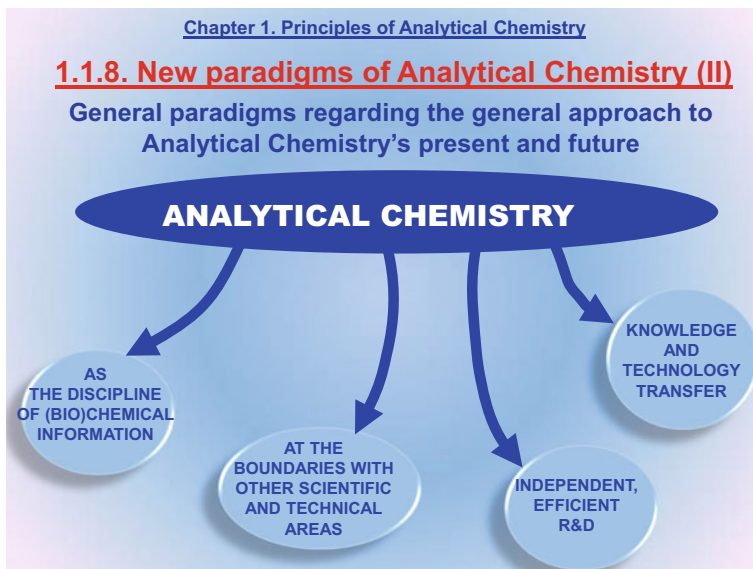 Chapter 1. Principles of Analytical Chemistry
1.1.8. New paradigms of Analytical Chemistry (II)
General paradigms regarding the general approach to
Analytical Chemistry's present and future
ANALYTICAL CHEMISTRY
AS
THE DISCIPLINE
OF (BIO)CHEMICAL
INFORMATION
AT THE
BOUNDARIES WITH
OTHER SCIENTIFIC
AND TECHNICAL
AREAS
INDEPENDENT,
EFFICIENT
R&D
KNOWLEDGE
AND
TECHNOLOGY
TRANSFER